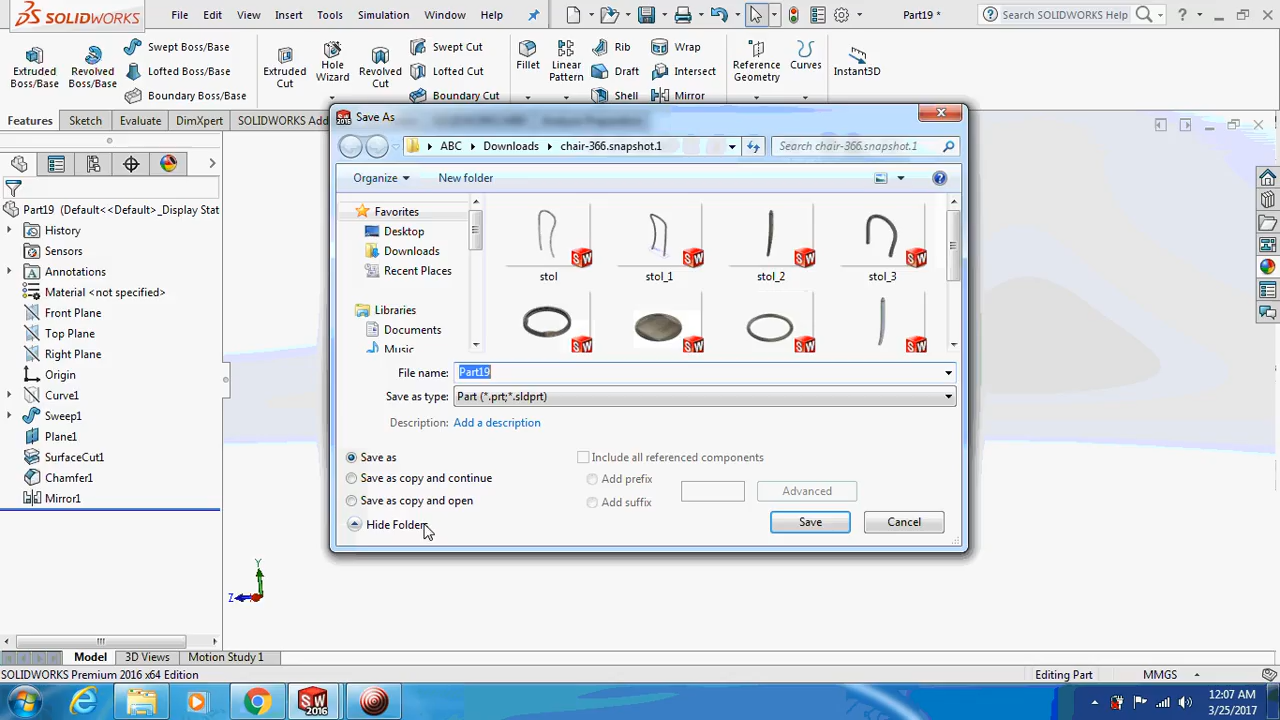 SOLIDWORKS File Edit View Insert Tools Simulation Window Help Part19 * Search SOLIDWORKS Help
Extruded Boss/Base
Revolved Boss/Base
Swept Boss/Base
Lofted Boss/Base
Boundary Boss/Base
Extruded Cut
Hole Wizard
Revolved Cut
Swept Cut
Lofted Cut
Boundary Cut
Fillet
Linear Pattern
Rib
Draft
Shell
Wrap
Intersect
Mirror
Reference Geometry
Curves
Instant3D
Features Sketch Evaluate DimXpert SOLIDWORKS Add
Part19 (Default<<Default>_Display Stat
History
Sensors
Annotations
Material <not specified>
Front Plane
Top Plane
Right Plane
Origin
Curve1
Sweep1
Plane1
SurfaceCut1
Chamfer1
Mirror1
Save As
ABC Downloads chair-366.snapshot.1 Search chair-366.snapshot.1
Organize New folder
Favorites
Desktop
Downloads
Recent Places
Libraries
Documents
Music
stol stol_1 stol_2 stol_3
File name: Part19
Save as type: Part (*.prt;*.sldprt)
Description: Add a description
Save as
Save as copy and continue
Save as copy and open
Include all referenced components
Add prefix
Add suffix
Advanced
Hide Folders
Save Cancel
Y
Z
Model 3D Views Motion Study 1
SOLIDWORKS Premium 2016 x64 Edition Editing Part MMGS
SW 2016
12:07 AM
3/25/2017